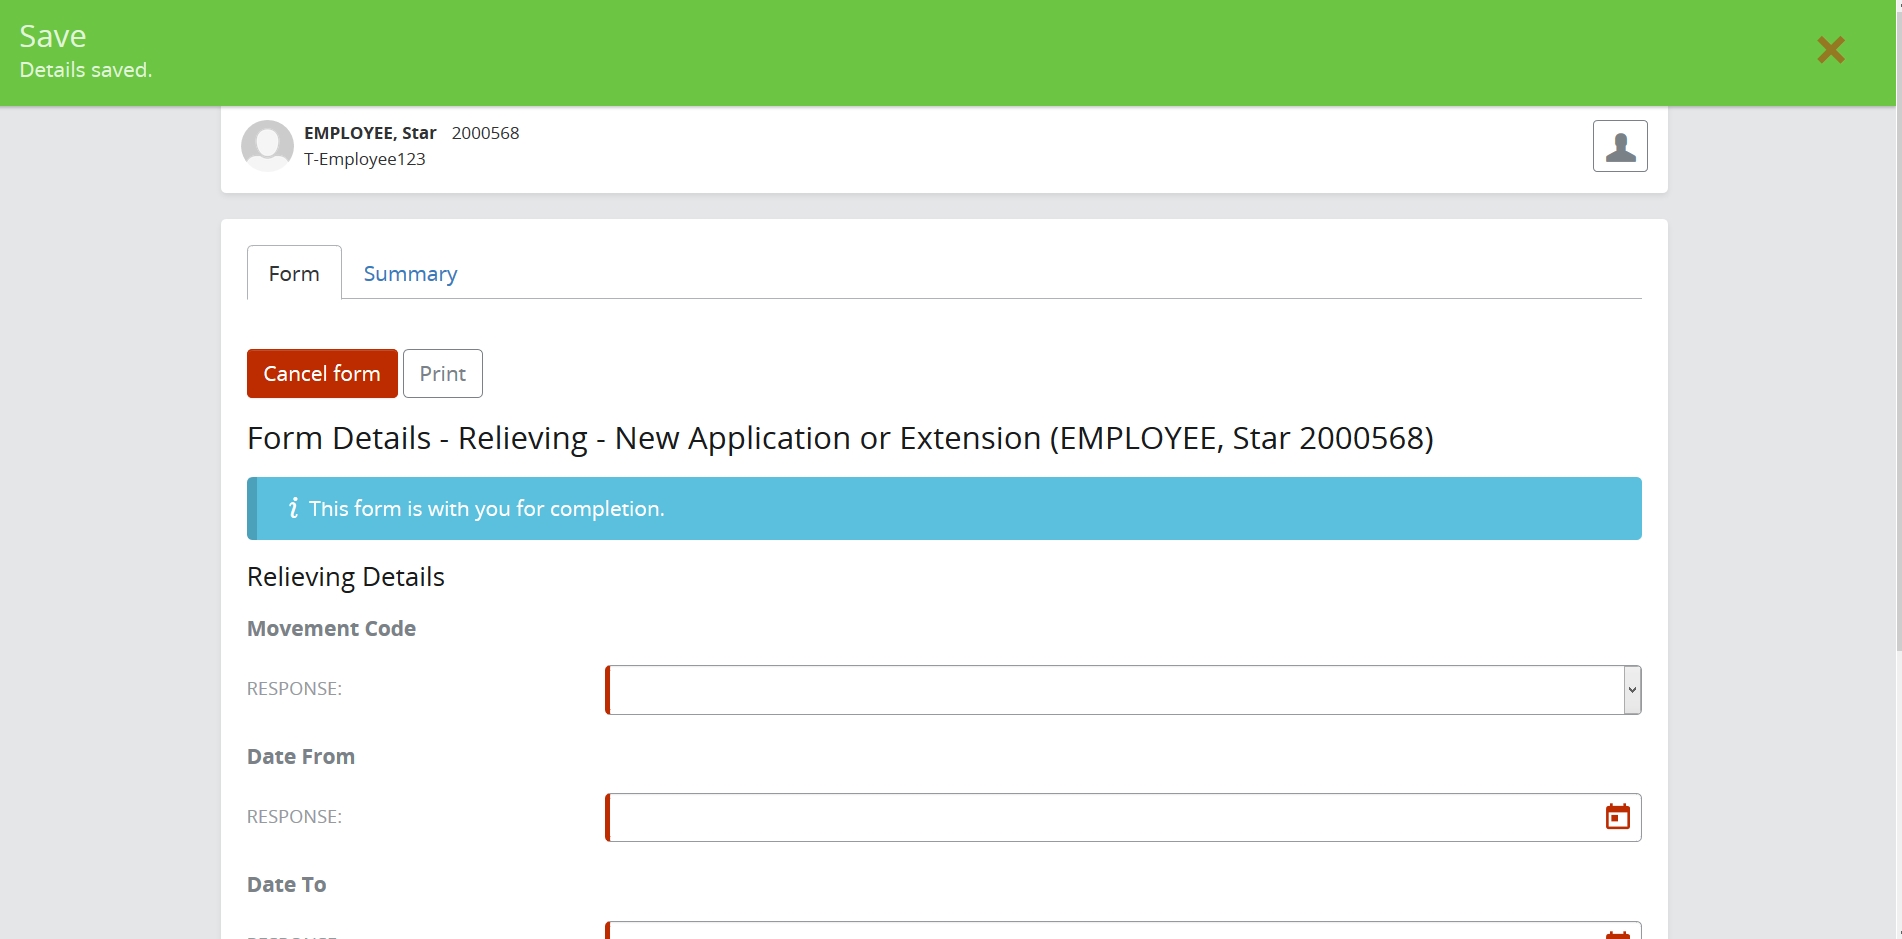 Save
Details saved.
EMPLOYEE, Star 2000568
T-Employee123
Form Summary
Cancel form Print
Form Details - Relieving - New Application or Extension (EMPLOYEE, Star 2000568)
i This form is with you for completion.
Relieving Details
Movement Code
RESPONSE:
Date From
RESPONSE:
Date To